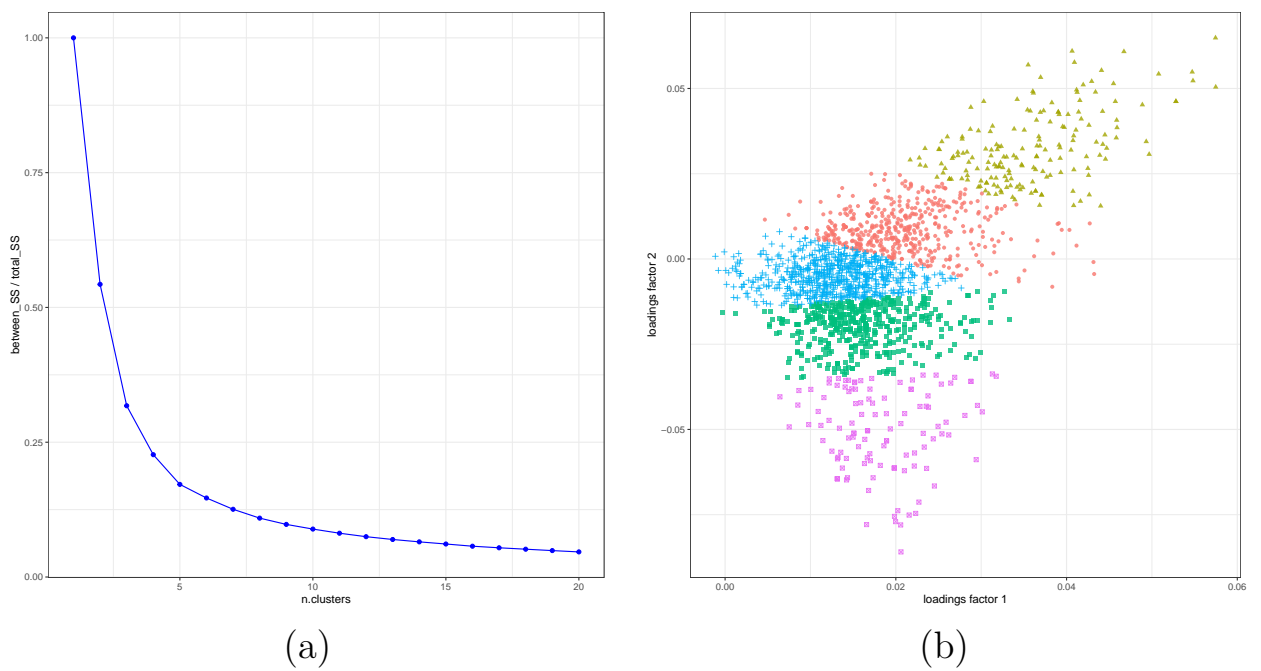 1.00
0.75
0.50
0.25
0.00
between_SS / total_SS
5
10
15
20
n.clusters
(a)
0.05
0.00
−0.05
loadings factor 2
0.00
0.02
0.04
0.06
loadings factor 1
(b)